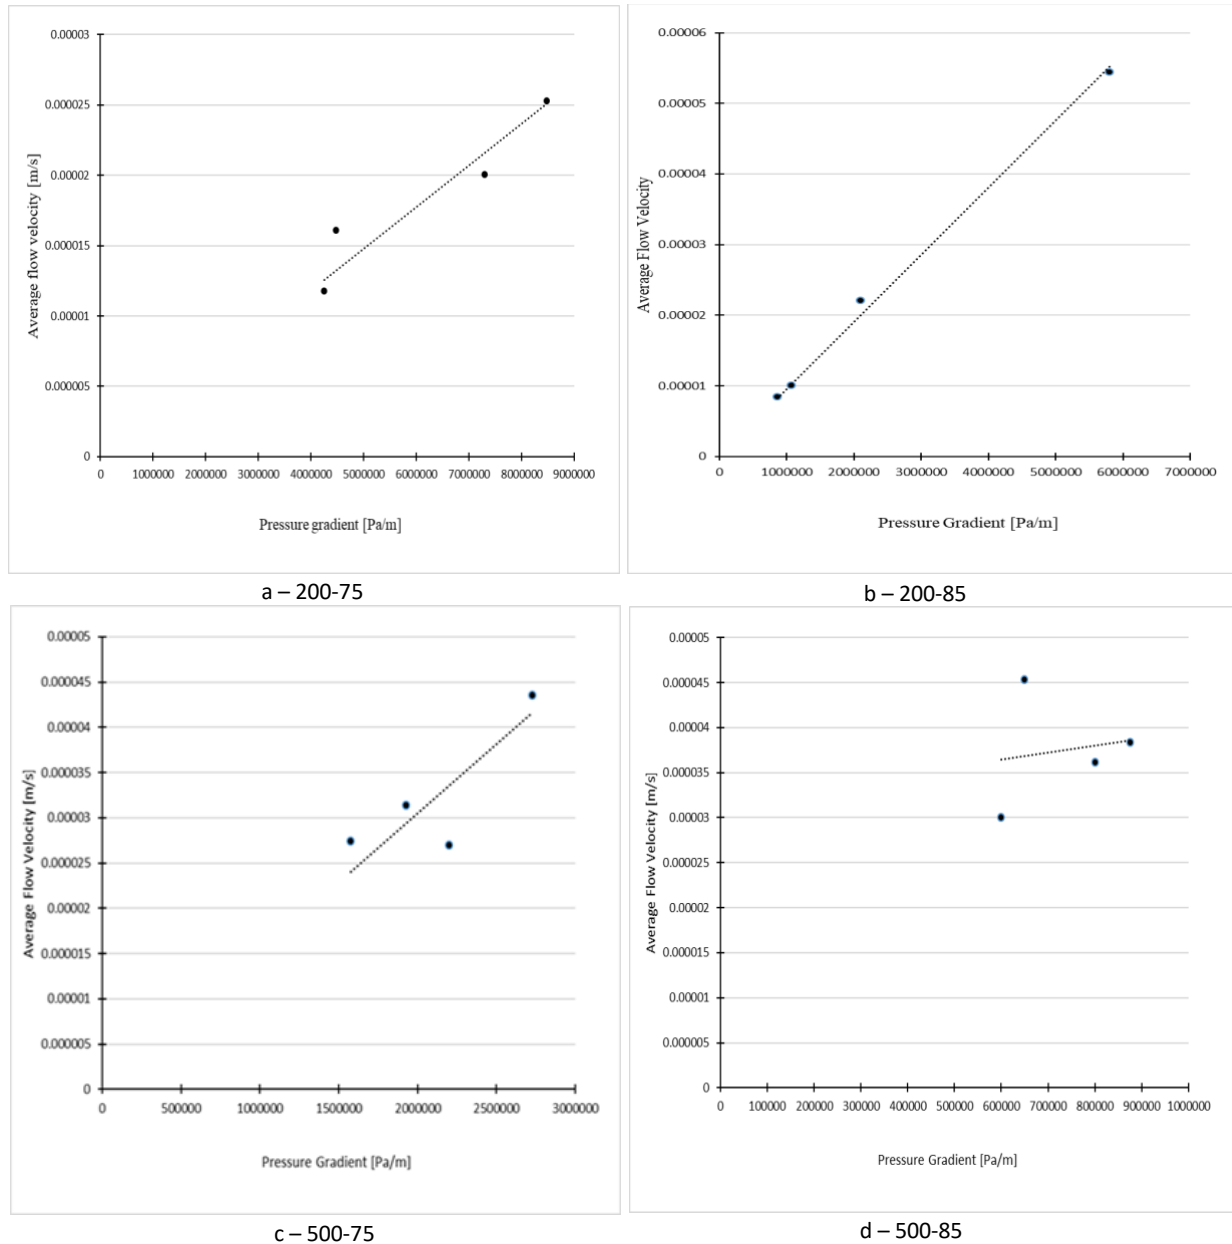 0.00003
0.000025
0.00002
0.000015
0.00001
0.000005
0
0 1000000 2000000 3000000 4000000 5000000 6000000 7000000 8000000 9000000
Average flow velocity [m/s]
Pressure gradient [Pa/m]
a – 200-75
0.00006
0.00005
0.00004
0.00003
0.00002
0.00001
0
0 1000000 2000000 3000000 4000000 5000000 6000000 7000000
Average Flow Velocity
Pressure Gradient [Pa/m]
b – 200-85
0.00005
0.000045
0.00004
0.000035
0.00003
0.000025
0.00002
0.000015
0.00001
0.000005
0
0 500000 1000000 1500000 2000000 2500000 3000000
Average Flow Velocity [m/s]
Pressure Gradient [Pa/m]
c – 500-75
0.00005
0.000045
0.00004
0.000035
0.00003
0.000025
0.00002
0.000015
0.00001
0.000005
0
0 100000 200000 300000 400000 500000 600000 700000 800000 900000 1000000
Average Flow Velocity [m/s]
Pressure Gradient [Pa/m]
d – 500-85